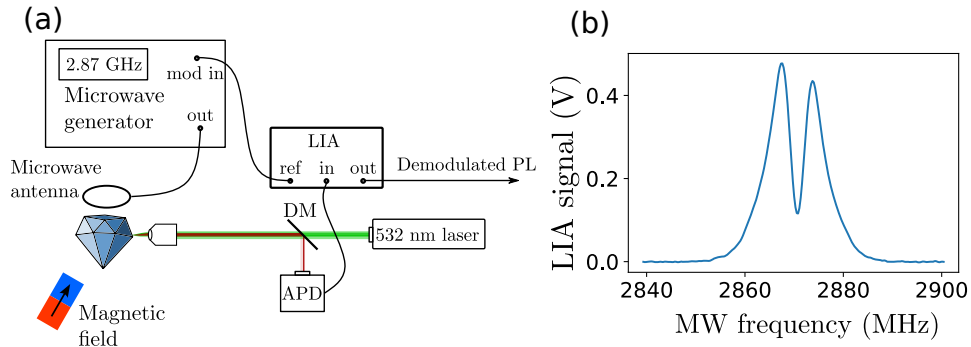 (a)
2.87 GHz
mod in
Microwave
generator
out
Microwave
antenna
LIA
ref in out
Demodulated PL
DM
532 nm laser
APD
Magnetic
field
(b)
LIA signal (V)
0.4
0.2
0.0
2840 2860 2880 2900
MW frequency (MHz)